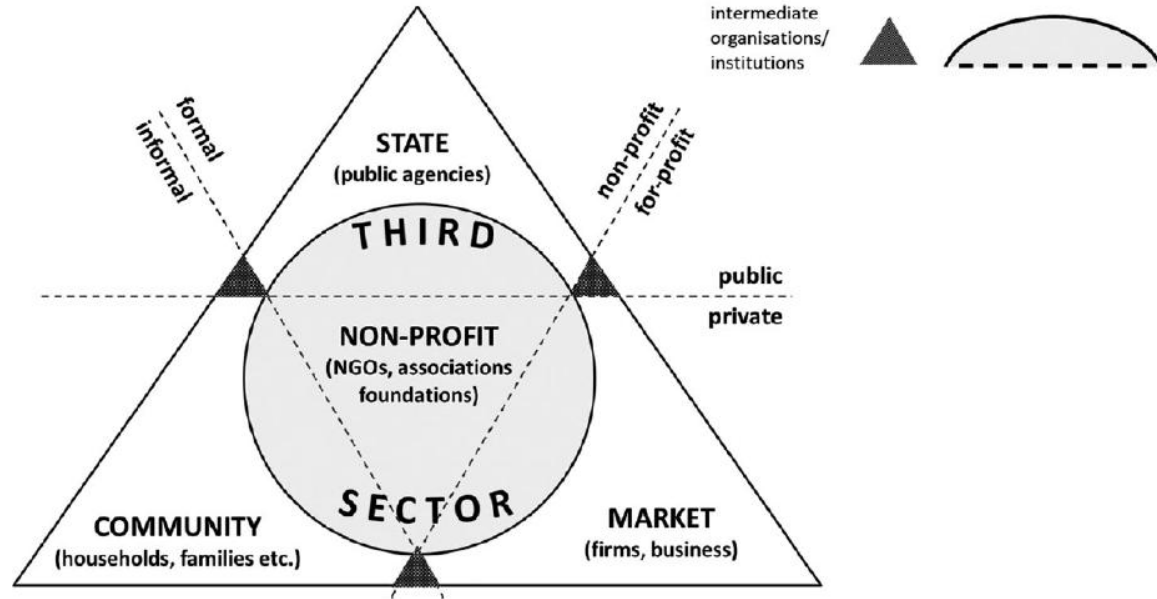 intermediate
organisations/
institutions
formal
informal
non-profit
for-profit
STATE
(public agencies)
THIRD
public
private
NON-PROFIT
(NGOs, associations
foundations)
SECTOR
COMMUNITY
(households, families etc.)
MARKET
(firms, business)